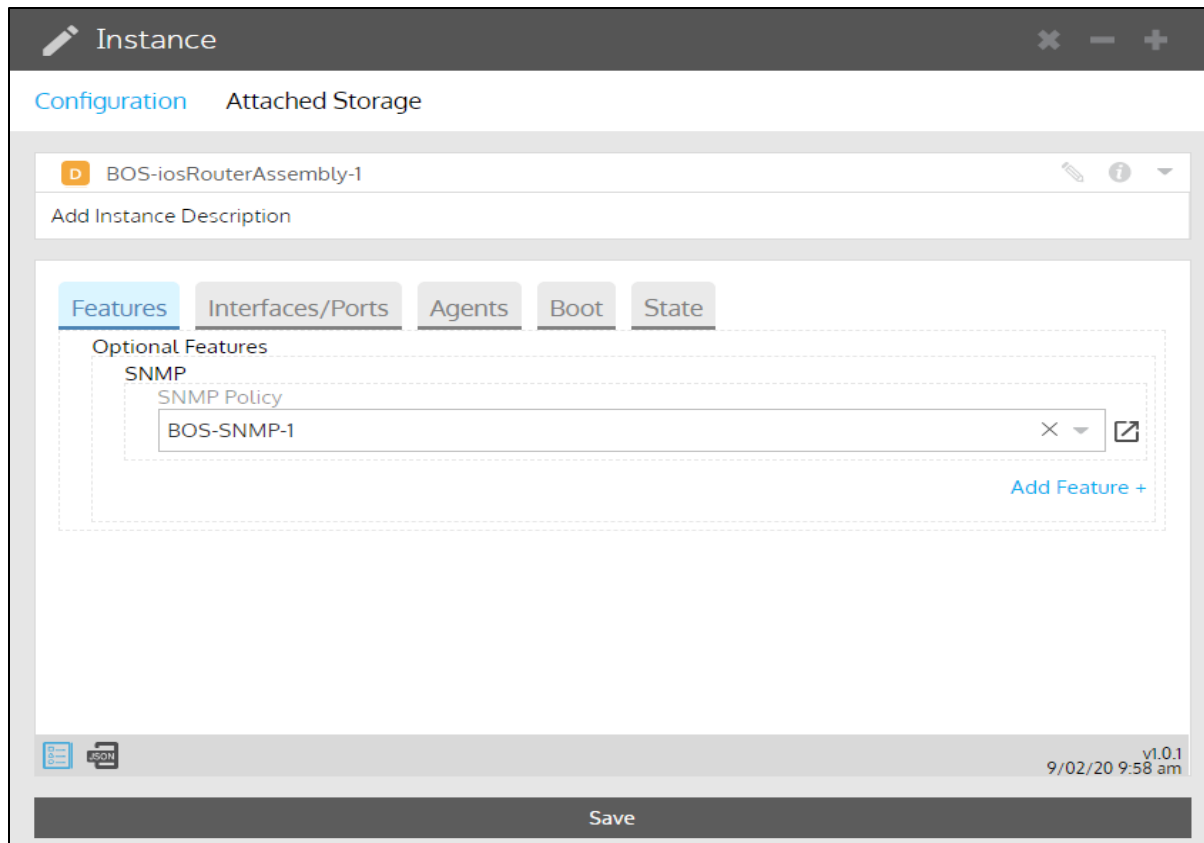 Instance
Configuration Attached Storage
D BOS-iosRouterAssembly-1
Add Instance Description
Features Interfaces/Ports Agents Boot State
Optional Features
SNMP
SNMP Policy
BOS-SNMP-1
Add Feature +
JSON
v1.0.1
9/02/20 9:58 am
Save